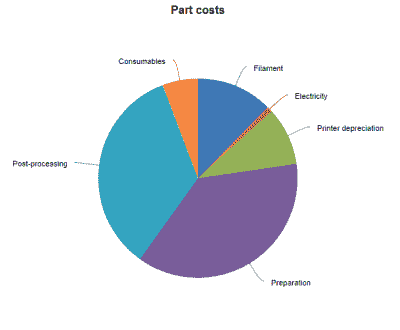 Part costs
Consumables
Filament
Electricity
Printer depreciation
Post-processing
Preparation